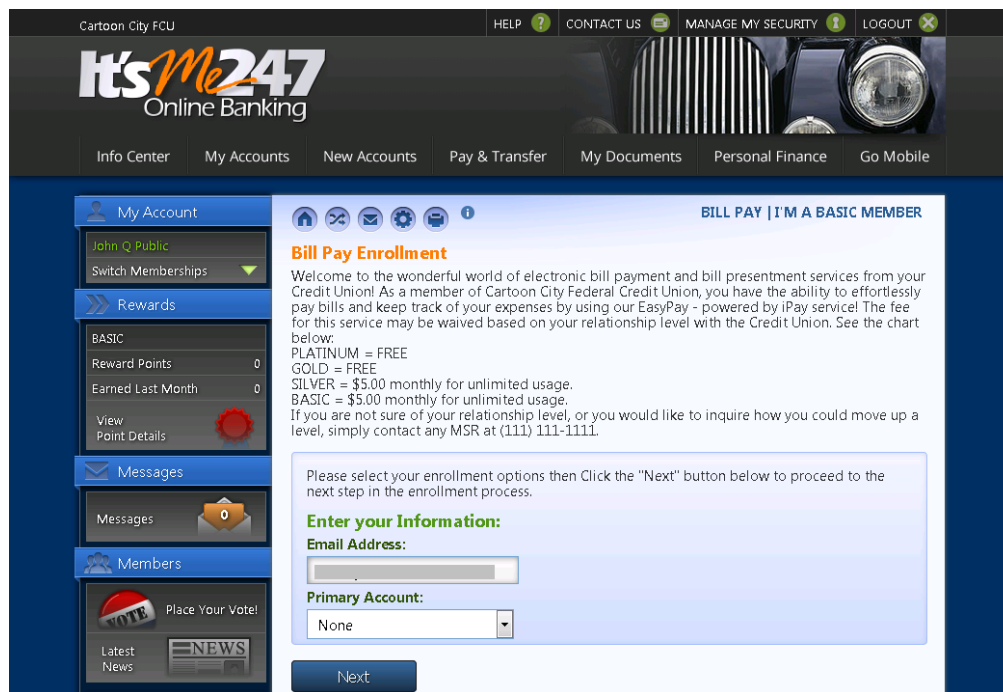 Cartoon City FCU
HELP ?
CONTACT US
MANAGE MY SECURITY
LOGOUT
It's Me 247
Online Banking
Info Center
My Accounts
New Accounts
Pay & Transfer
My Documents
Personal Finance
Go Mobile
My Account
John Q Public
Switch Memberships
Rewards
BASIC
Reward Points 0
Earned Last Month 0
View
Point Details
Messages
Messages 0
Members
VOTE Place Your Vote!
Latest
News
NEWS
i
BILL PAY | I'M A BASIC MEMBER
Bill Pay Enrollment
Welcome to the wonderful world of electronic bill payment and bill presentment services from your
Credit Union! As a member of Cartoon City Federal Credit Union, you have the ability to effortlessly
pay bills and keep track of your expenses by using our EasyPay - powered by iPay service! The fee
for this service may be waived based on your relationship level with the Credit Union. See the chart
below:
PLATINUM = FREE
GOLD = FREE
SILVER = $5.00 monthly for unlimited usage.
BASIC = $5.00 monthly for unlimited usage.
If you are not sure of your relationship level, or you would like to inquire how you could move up a
level, simply contact any MSR at (111) 111-1111.
Please select your enrollment options then Click the "Next" button below to proceed to the
next step in the enrollment process.
Enter your Information:
Email Address:
Primary Account:
None
Next